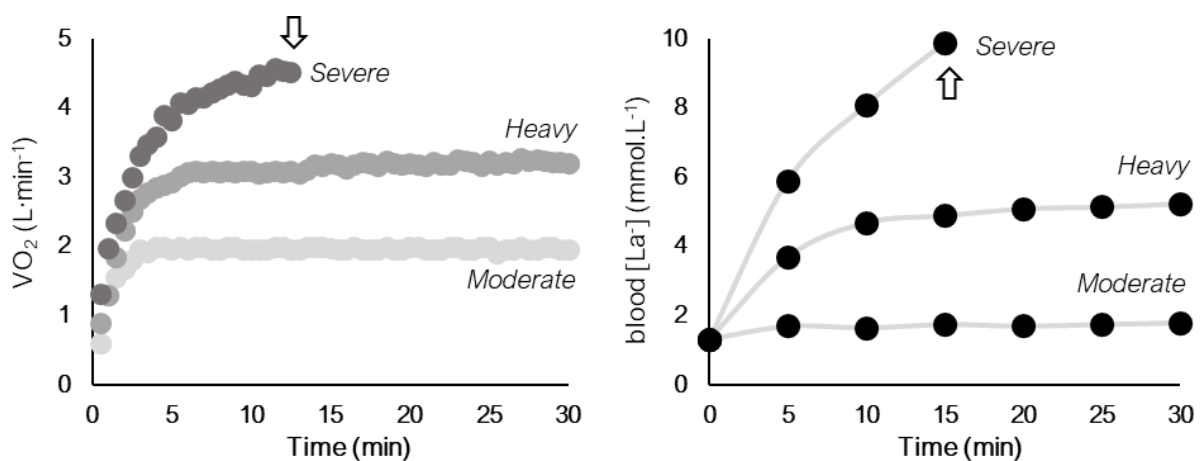 VO₂ (L·min⁻¹)
5
4
3
2
1
0
Severe
Heavy
Moderate
0 5 10 15 20 25 30
Time (min)
blood [La⁻] (mmol.L⁻¹)
10
8
6
4
2
0
Severe
Heavy
Moderate
0 5 10 15 20 25 30
Time (min)